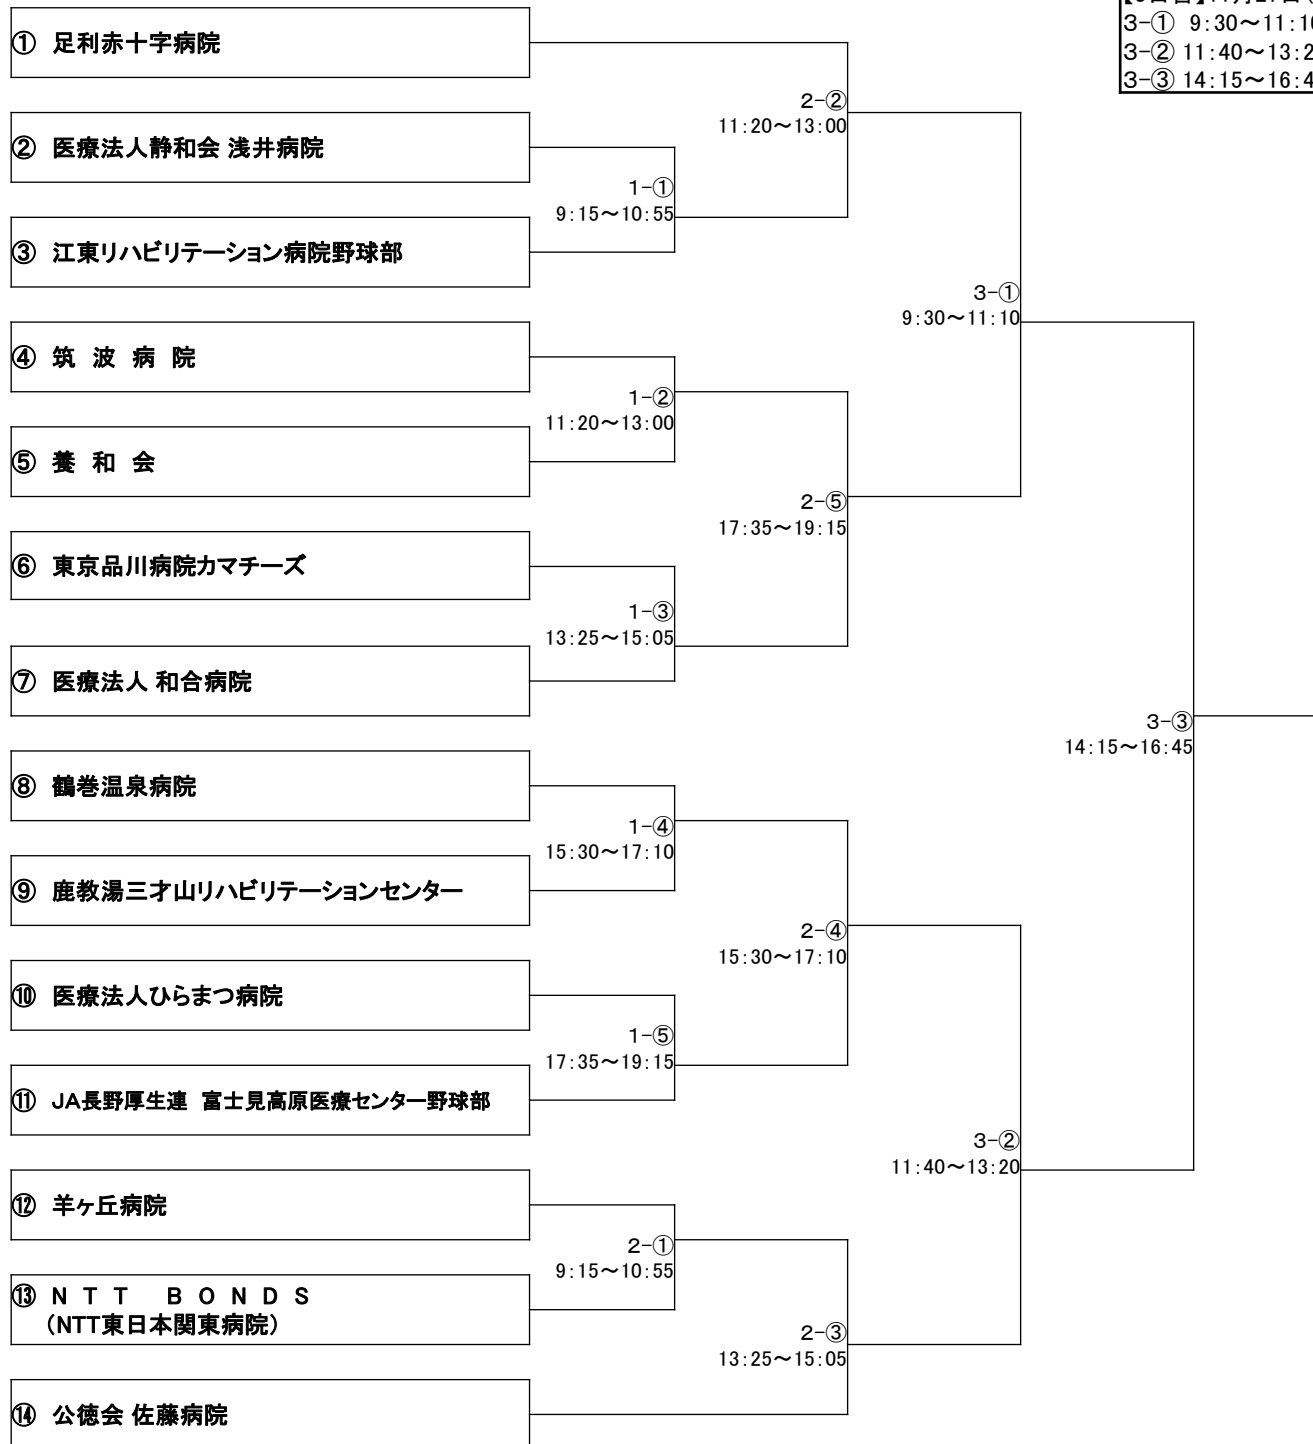 3-① 9:30～11:10
3-② 11:40～13:2
3-③ 14:15～16:4
① 足利赤十字病院
2-②
11:20～13:00
② 医療法人静和会 浅井病院
1-①
9:15～10:55
③ 江東リハビリテーション病院野球部
3-①
9:30～11:10
④ 筑 波 病 院
1-②
11:20～13:00
⑤ 養 和 会
2-⑤
17:35～19:15
⑥ 東京品川病院カマチーズ
1-③
13:25～15:05
⑦ 医療法人 和合病院
3-③
14:15～16:45
⑧ 鶴巻温泉病院
1-④
15:30～17:10
⑨ 鹿教湯三才山リハビリテーションセンター
2-④
15:30～17:10
⑩ 医療法人ひらまつ病院
1-⑤
17:35～19:15
⑪ JA長野厚生連 富士見高原医療センター野球部
3-②
11:40～13:20
⑫ 羊ヶ丘病院
2-①
9:15～10:55
⑬ N T T B O N D S
(NTT東日本関東病院)
2-③
13:25～15:05
⑭ 公徳会 佐藤病院